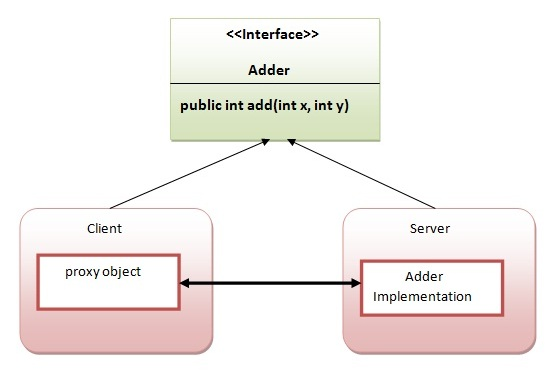 <<Interface>>
Adder
public int add(int x, int y)
Client
proxy object
Server
Adder
Implementation